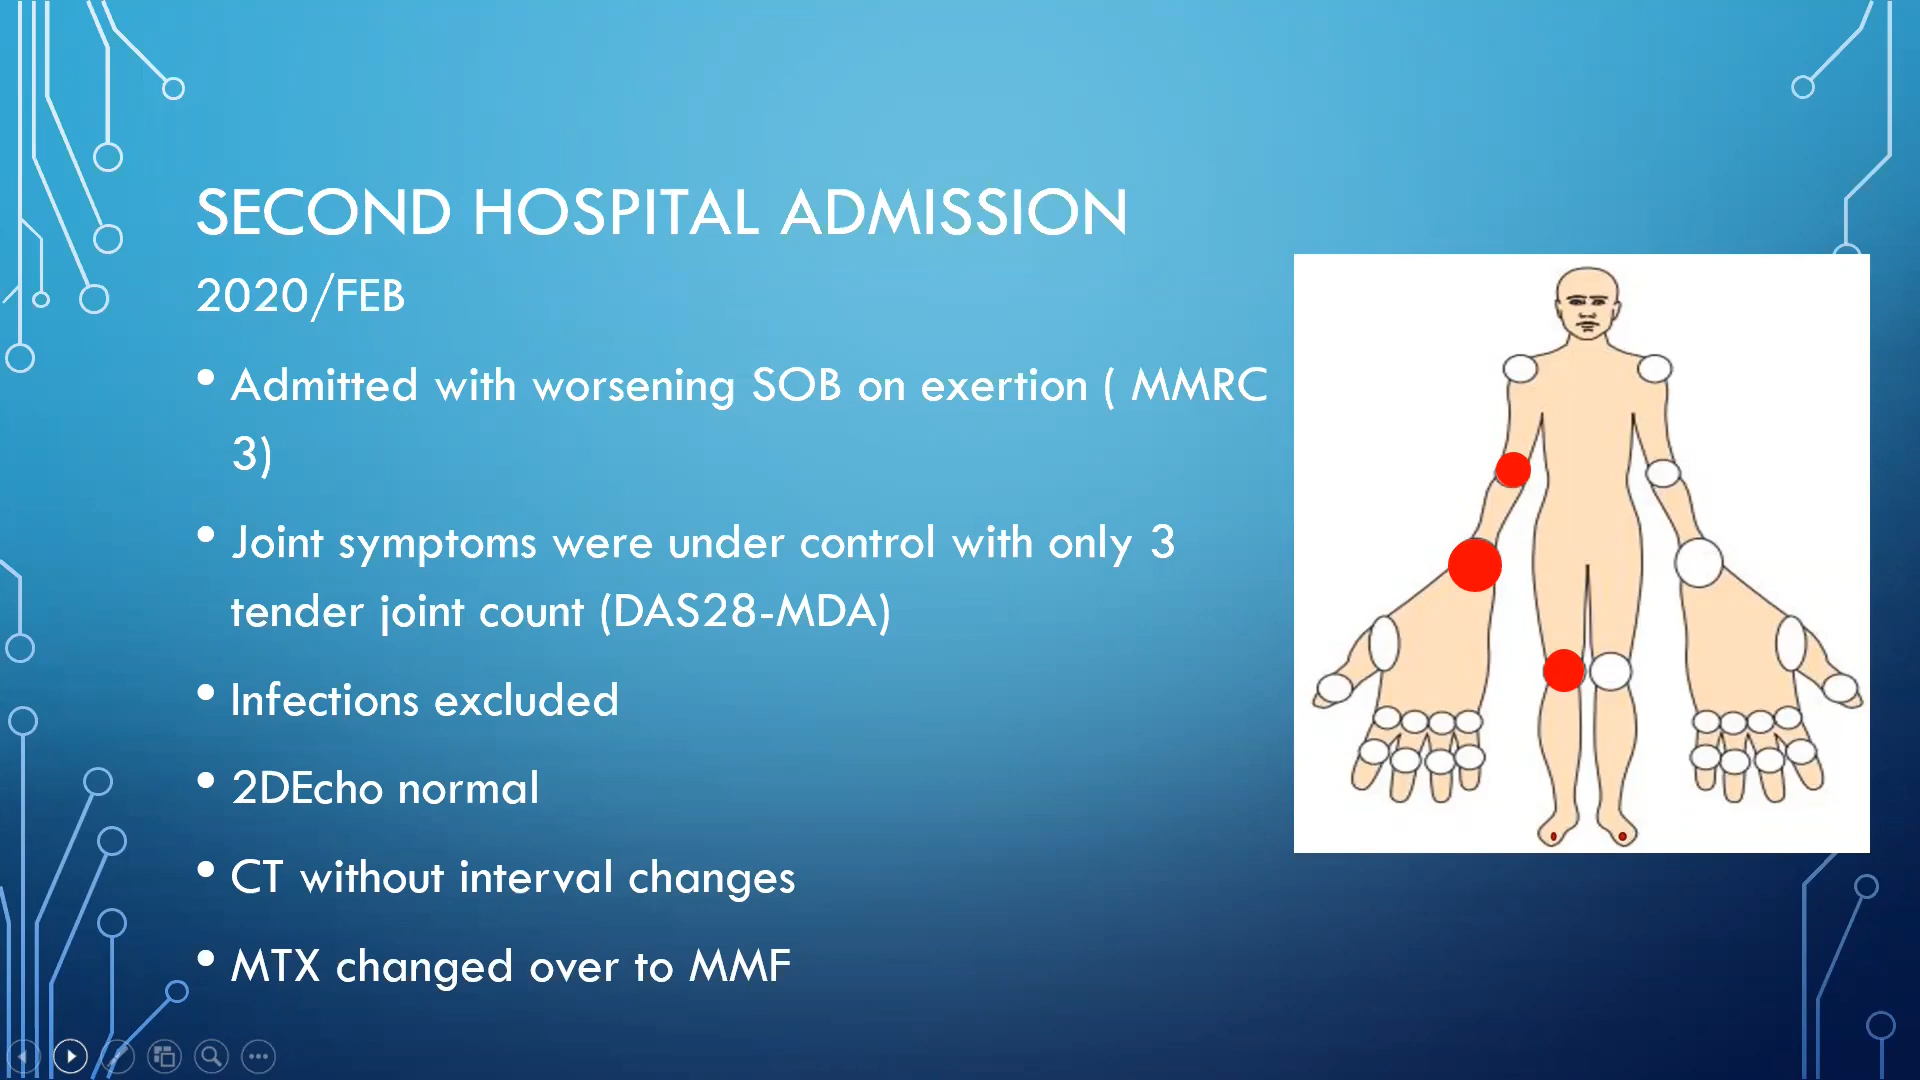 SECOND HOSPITAL ADMISSION
2020/FEB
• Admitted with worsening SOB on exertion ( MMRC
3)
• Joint symptoms were under control with only 3
tender joint count (DAS28-MDA)
• Infections excluded
• 2DEcho normal
• CT without interval changes
• MTX changed over to MMF